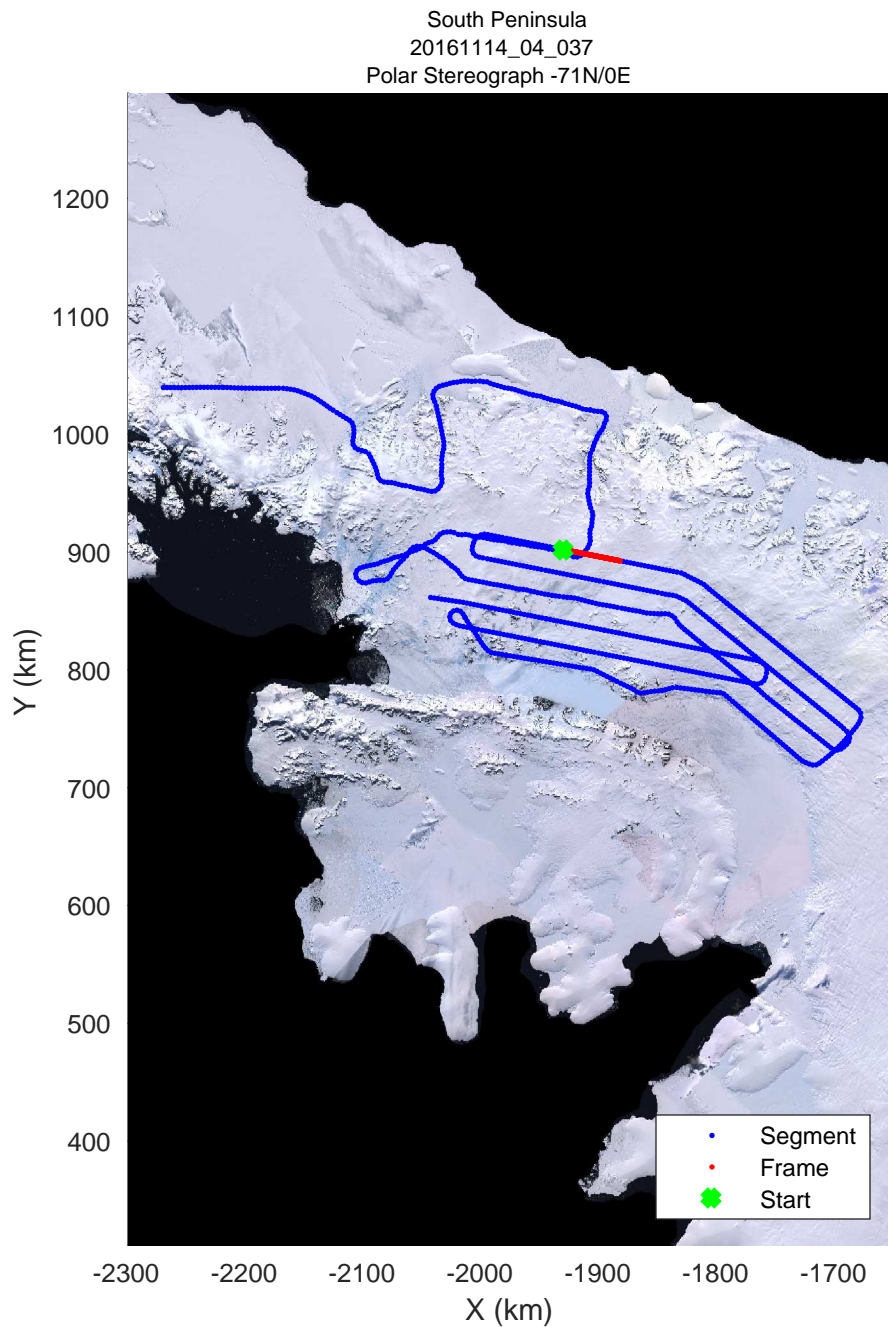 South Peninsula
20161114_04_037
Polar Stereograph -71N/0E
1200
1100
1000
900
800
700
600
500
400
Y (km)
Segment
Frame
Start
-2300 -2200 -2100 -2000 -1900 -1800 -1700
X (km)